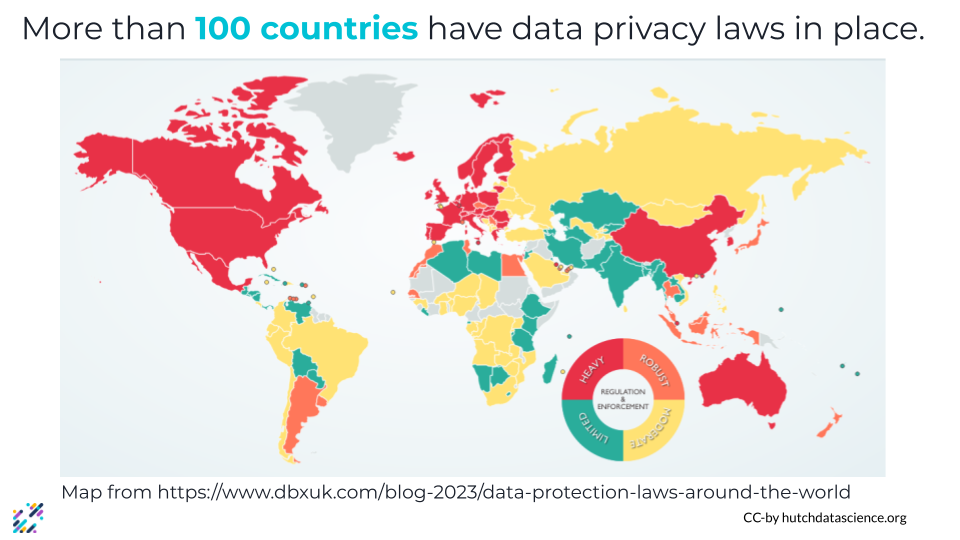 More than 100 countries have data privacy laws in place.
HEAVY
ROBUST
REGULATION
&
ENFORCEMENT
LIMITED
MODERATE
Map from https://www.dbxuk.com/blog-2023/data-protection-laws-around-the-world
CC-by hutchdatascience.org